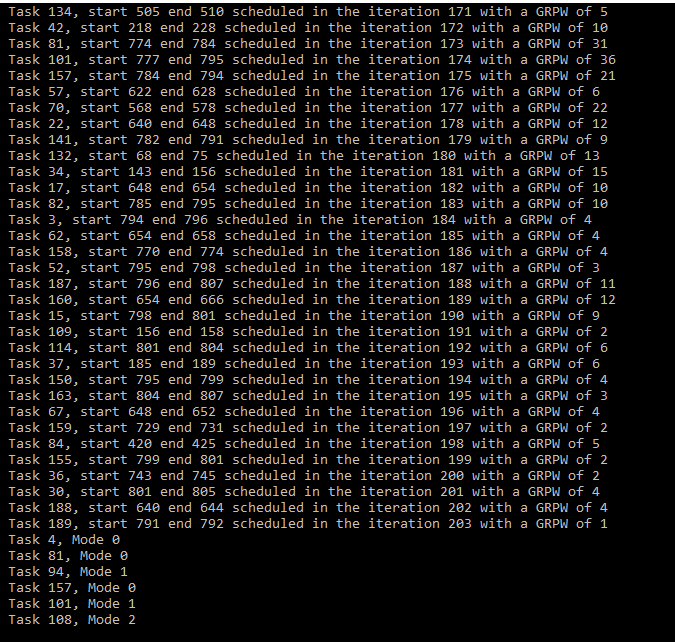 Task 134, start 505 end 510 scheduled in the iteration 171 with a GRPW of 5
Task 42, start 218 end 228 scheduled in the iteration 172 with a GRPW of 10
Task 81, start 774 end 784 scheduled in the iteration 173 with a GRPW of 31
Task 101, start 777 end 795 scheduled in the iteration 174 with a GRPW of 36
Task 157, start 784 end 794 scheduled in the iteration 175 with a GRPW of 21
Task 57, start 622 end 628 scheduled in the iteration 176 with a GRPW of 6
Task 70, start 568 end 578 scheduled in the iteration 177 with a GRPW of 22
Task 22, start 640 end 648 scheduled in the iteration 178 with a GRPW of 12
Task 141, start 782 end 791 scheduled in the iteration 179 with a GRPW of 9
Task 132, start 68 end 75 scheduled in the iteration 180 with a GRPW of 13
Task 34, start 143 end 156 scheduled in the iteration 181 with a GRPW of 15
Task 17, start 648 end 654 scheduled in the iteration 182 with a GRPW of 10
Task 82, start 785 end 795 scheduled in the iteration 183 with a GRPW of 10
Task 3, start 794 end 796 scheduled in the iteration 184 with a GRPW of 4
Task 62, start 654 end 658 scheduled in the iteration 185 with a GRPW of 4
Task 158, start 770 end 774 scheduled in the iteration 186 with a GRPW of 4
Task 52, start 795 end 798 scheduled in the iteration 187 with a GRPW of 3
Task 187, start 796 end 807 scheduled in the iteration 188 with a GRPW of 11
Task 160, start 654 end 666 scheduled in the iteration 189 with a GRPW of 12
Task 15, start 798 end 801 scheduled in the iteration 190 with a GRPW of 9
Task 109, start 156 end 158 scheduled in the iteration 191 with a GRPW of 2
Task 114, start 801 end 804 scheduled in the iteration 192 with a GRPW of 6
Task 37, start 185 end 189 scheduled in the iteration 193 with a GRPW of 6
Task 150, start 795 end 799 scheduled in the iteration 194 with a GRPW of 4
Task 163, start 804 end 807 scheduled in the iteration 195 with a GRPW of 3
Task 67, start 648 end 652 scheduled in the iteration 196 with a GRPW of 4
Task 159, start 729 end 731 scheduled in the iteration 197 with a GRPW of 2
Task 84, start 420 end 425 scheduled in the iteration 198 with a GRPW of 5
Task 155, start 799 end 801 scheduled in the iteration 199 with a GRPW of 2
Task 36, start 743 end 745 scheduled in the iteration 200 with a GRPW of 2
Task 30, start 801 end 805 scheduled in the iteration 201 with a GRPW of 4
Task 188, start 640 end 644 scheduled in the iteration 202 with a GRPW of 4
Task 189, start 791 end 792 scheduled in the iteration 203 with a GRPW of 1
Task 4, Mode 0
Task 81, Mode 0
Task 94, Mode 1
Task 157, Mode 0
Task 101, Mode 1
Task 108, Mode 2